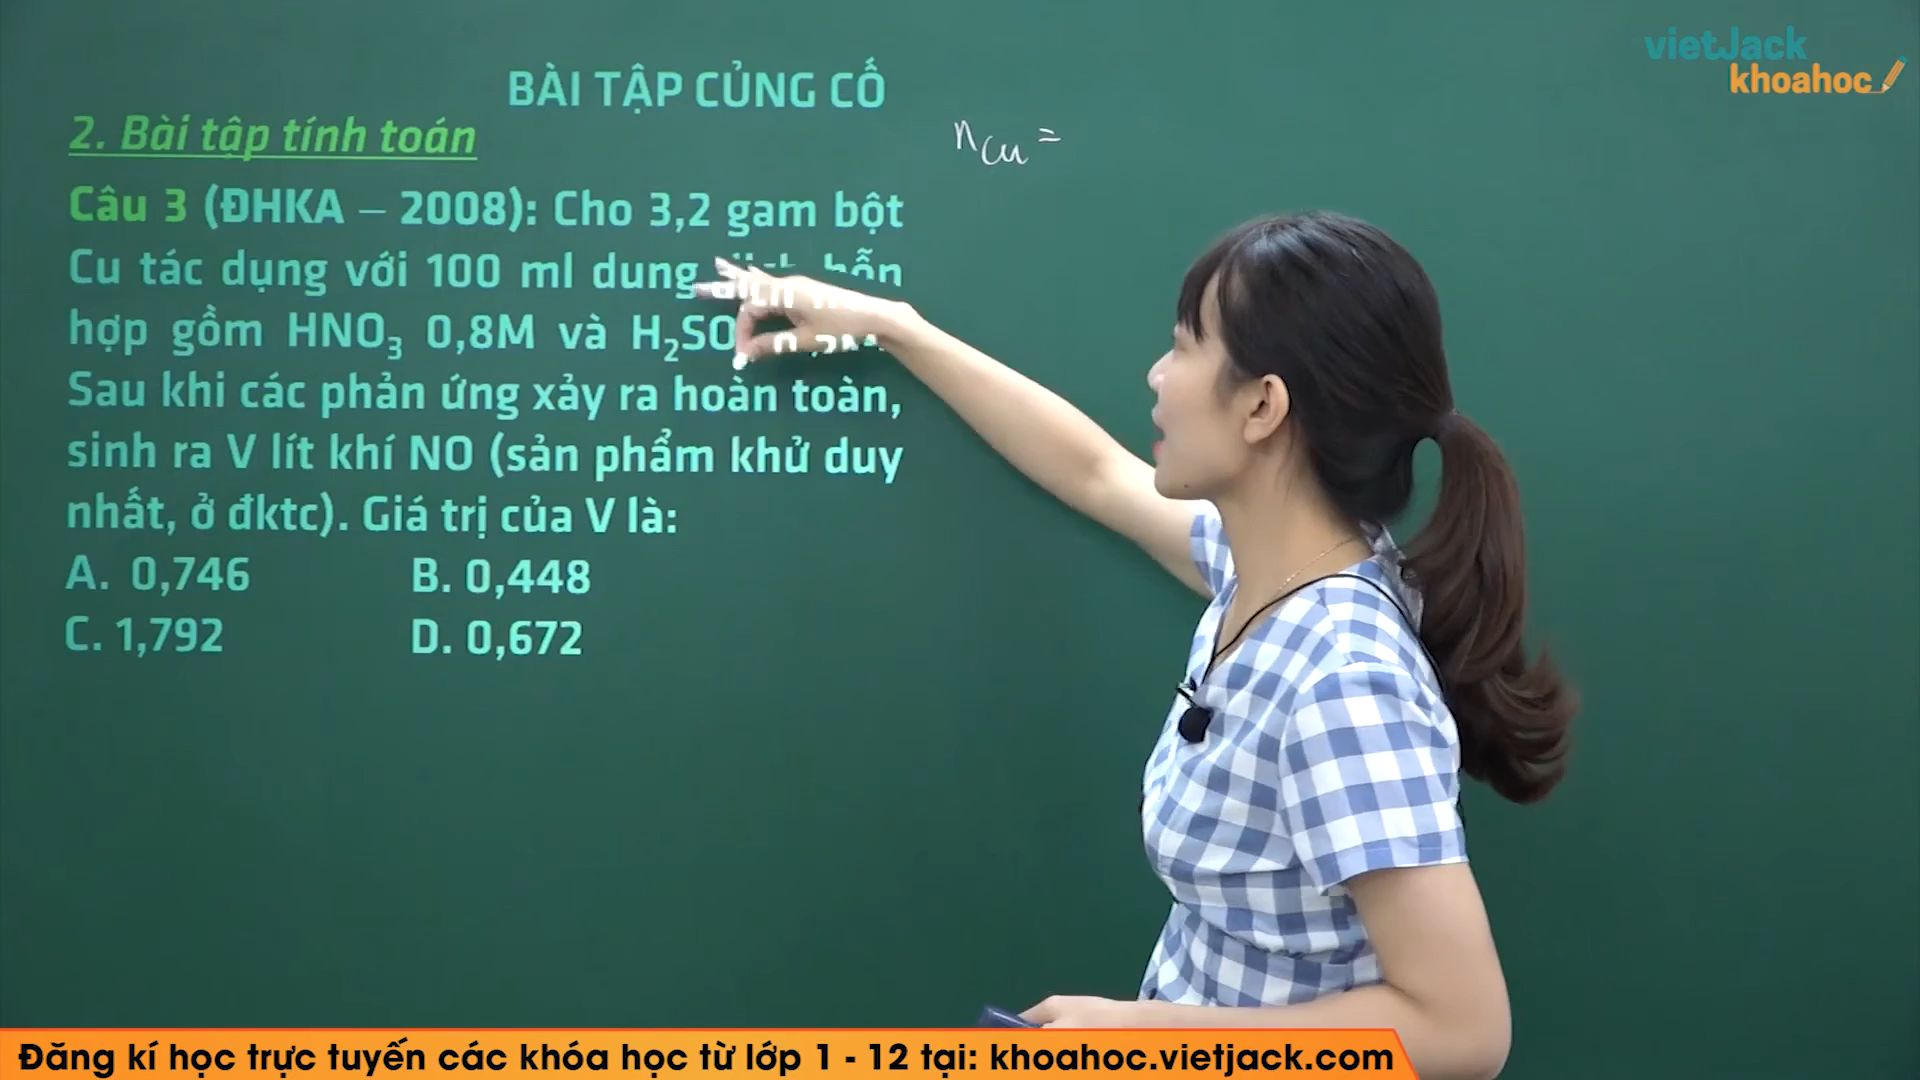 vietJack
khoahoc
BÀI TẬP CỦNG CỐ
2. Bài tập tính toán
n Cu =
Câu 3 (ĐHKA – 2008): Cho 3,2 gam bột
Cu tác dụng với 100 ml dung dịch hỗn
hợp gồm HNO₃ 0,8M và H₂SO
Sau khi các phản ứng xảy ra hoàn toàn,
sinh ra V lít khí NO (sản phẩm khử duy
nhất, ở đktc). Giá trị của V là:
A. 0,746 B. 0,448
C. 1,792 D. 0,672
Đăng kí học trực tuyến các khóa học từ lớp 1 - 12 tại: khoahoc.vietjack.com